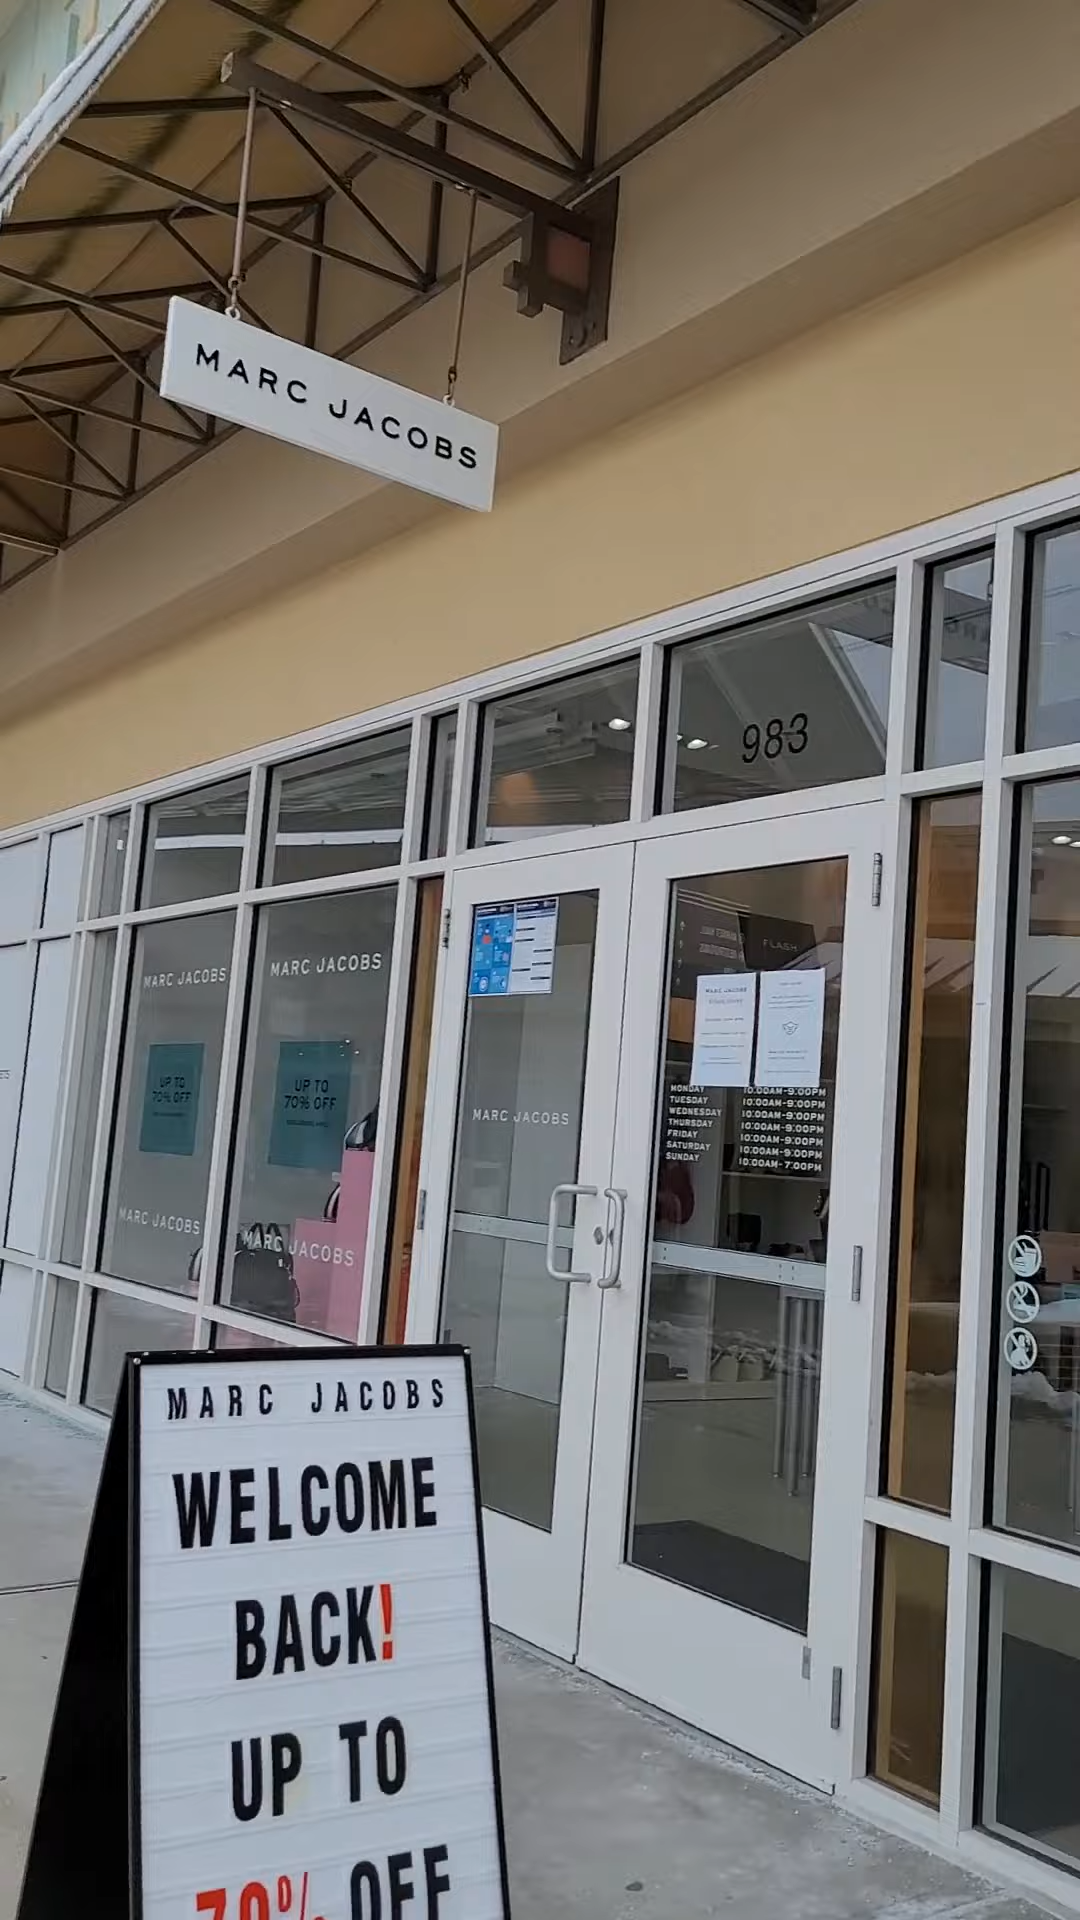 MARC JACOBS
983
FLASH
MARC JACOBS
MARC JACOBS
UP TO
70% OFF
UP TO
70% OFF
MARC JACOBS
MARC JACOBS
MARC JACOBS
MARC JACOBS
MONDAY 10:00AM-9:00PM
TUESDAY 10:00AM-9:00PM
WEDNESDAY 10:00AM-9:00PM
THURSDAY 10:00AM-9:00PM
FRIDAY 10:00AM-9:00PM
SATURDAY 10:00AM-9:00PM
SUNDAY 10:00AM-7:00PM
MARC JACOBS
WELCOME
BACK!
UP TO
70% OFF